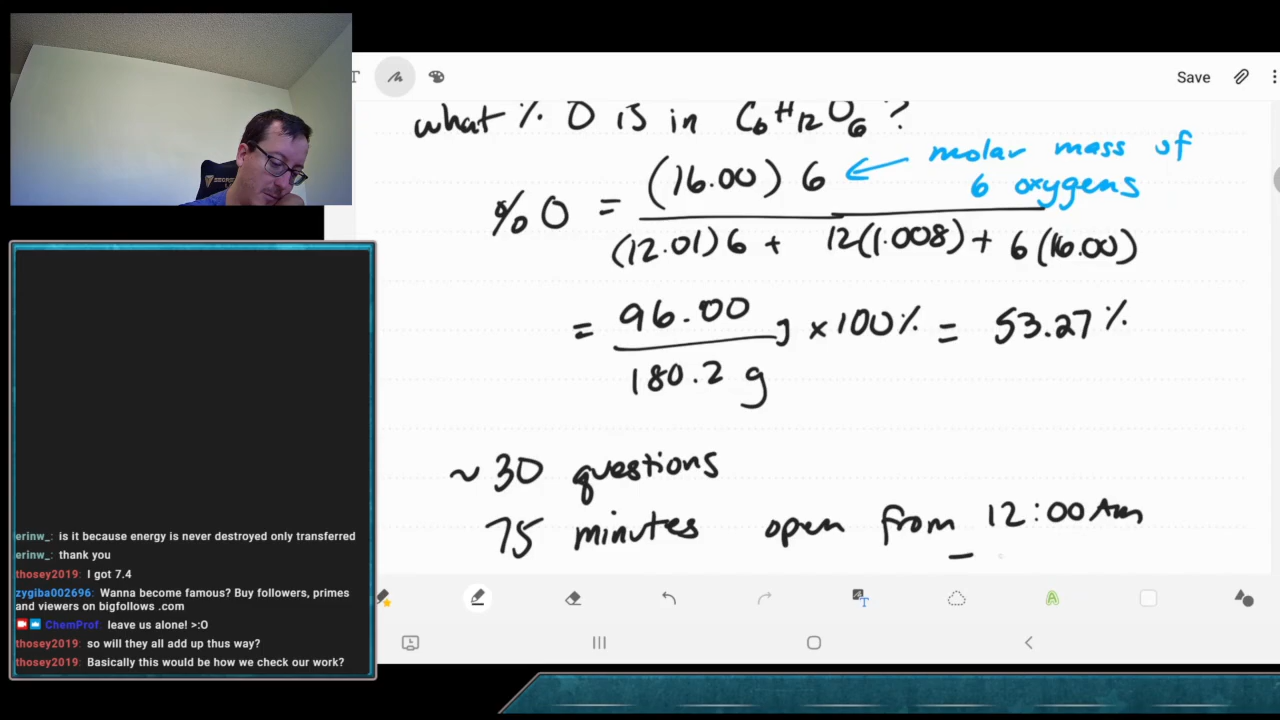 Save
what % O is in C6H12O6?
%O = (16.00) 6 ← molar mass of
6 oxygens
(12.01)6 + 12(1.008) + 6(16.00)
= 96.00 g × 100% = 53.27%
180.2 g
~ 30 questions
75 minutes open from 12:00 Am
–
erinw_: is it because energy is never destroyed only transferred
erinw_: thank you
thosey2019: I got 7.4
zygiba002696: Wanna become famous? Buy followers, primes
and viewers on bigfollows .com
ChemProf: leave us alone! >:O
thosey2019: so will they all add up thus way?
thosey2019: Basically this would be how we check our work?